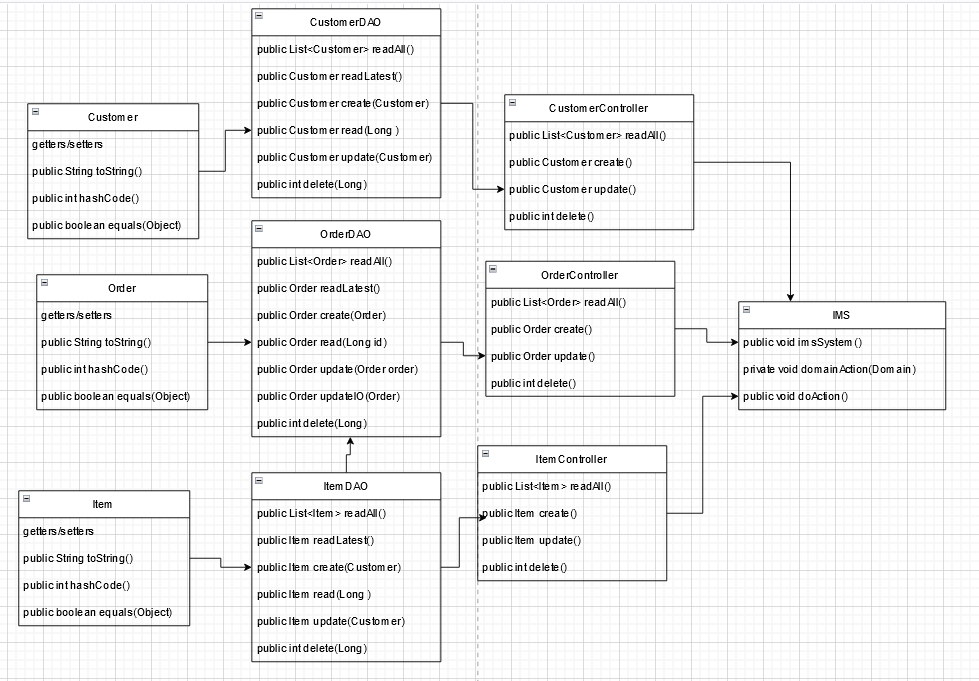 CustomerDAO
public List<Customer> readAll()
public Customer readLatest()
public Customer create(Customer)
public Customer read(Long )
public Customer update(Customer)
public int delete(Long)
Customer
getters/setters
public String toString()
public int hashCode()
public boolean equals(Object)
CustomerController
public List<Customer> readAll()
public Customer create()
public Customer update()
public int delete()
OrderDAO
public List<Order> readAll()
public Order readLatest()
public Order create(Order)
public Order read(Long id)
public Order update(Order order)
public Order updateIO(Order)
public int delete(Long)
Order
getters/setters
public String toString()
public int hashCode()
public boolean equals(Object)
OrderController
public List<Order> readAll()
public Order create()
public Order update()
public int delete()
IMS
public void imsSystem()
private void domainAction(Domain)
public void doAction()
Item
getters/setters
public String toString()
public int hashCode()
public boolean equals(Object)
ItemDAO
public List<Item> readAll()
public Item readLatest()
public Item create(Customer)
public Item read(Long )
public Item update(Customer)
public int delete(Long)
ItemController
public List<Item> readAll()
public Item create()
public Item update()
public int delete()